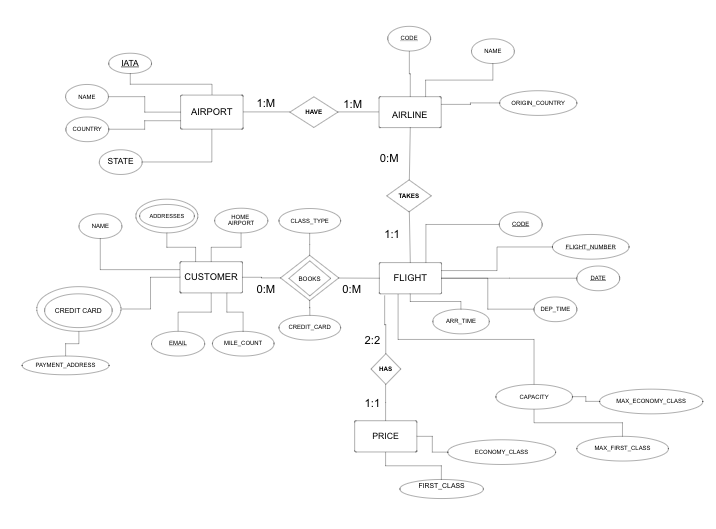 CODE
IATA
NAME
NAME
ORIGIN_COUNTRY
1:M
1:M
AIRPORT
HAVE
AIRLINE
COUNTRY
STATE
0:M
TAKES
ADDRESSES
HOME
AIRPORT
CLASS_TYPE
NAME
CODE
1:1
FLIGHT_NUMBER
CUSTOMER
BOOKS
FLIGHT
DATE
0:M
0:M
CREDIT CARD
DEP_TIME
ARR_TIME
CREDIT_CARD
EMAIL
MILE_COUNT
2:2
PAYMENT_ADDRESS
HAS
CAPACITY
MAX_ECONOMY_CLASS
1:1
PRICE
MAX_FIRST_CLASS
ECONOMY_CLASS
FIRST_CLASS